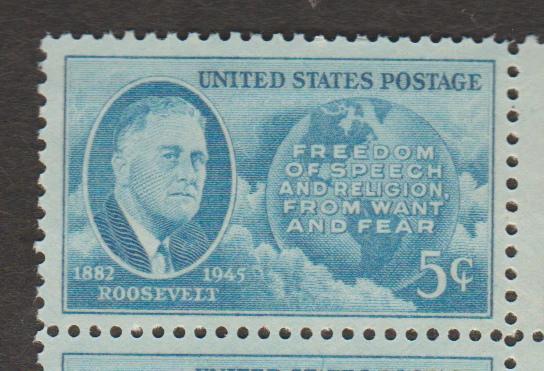 UNITED STATES POSTAGE
FREEDOM
OF SPEECH
AND RELIGION,
FROM WANT
AND FEAR
5¢
1882 1945
ROOSEVELT